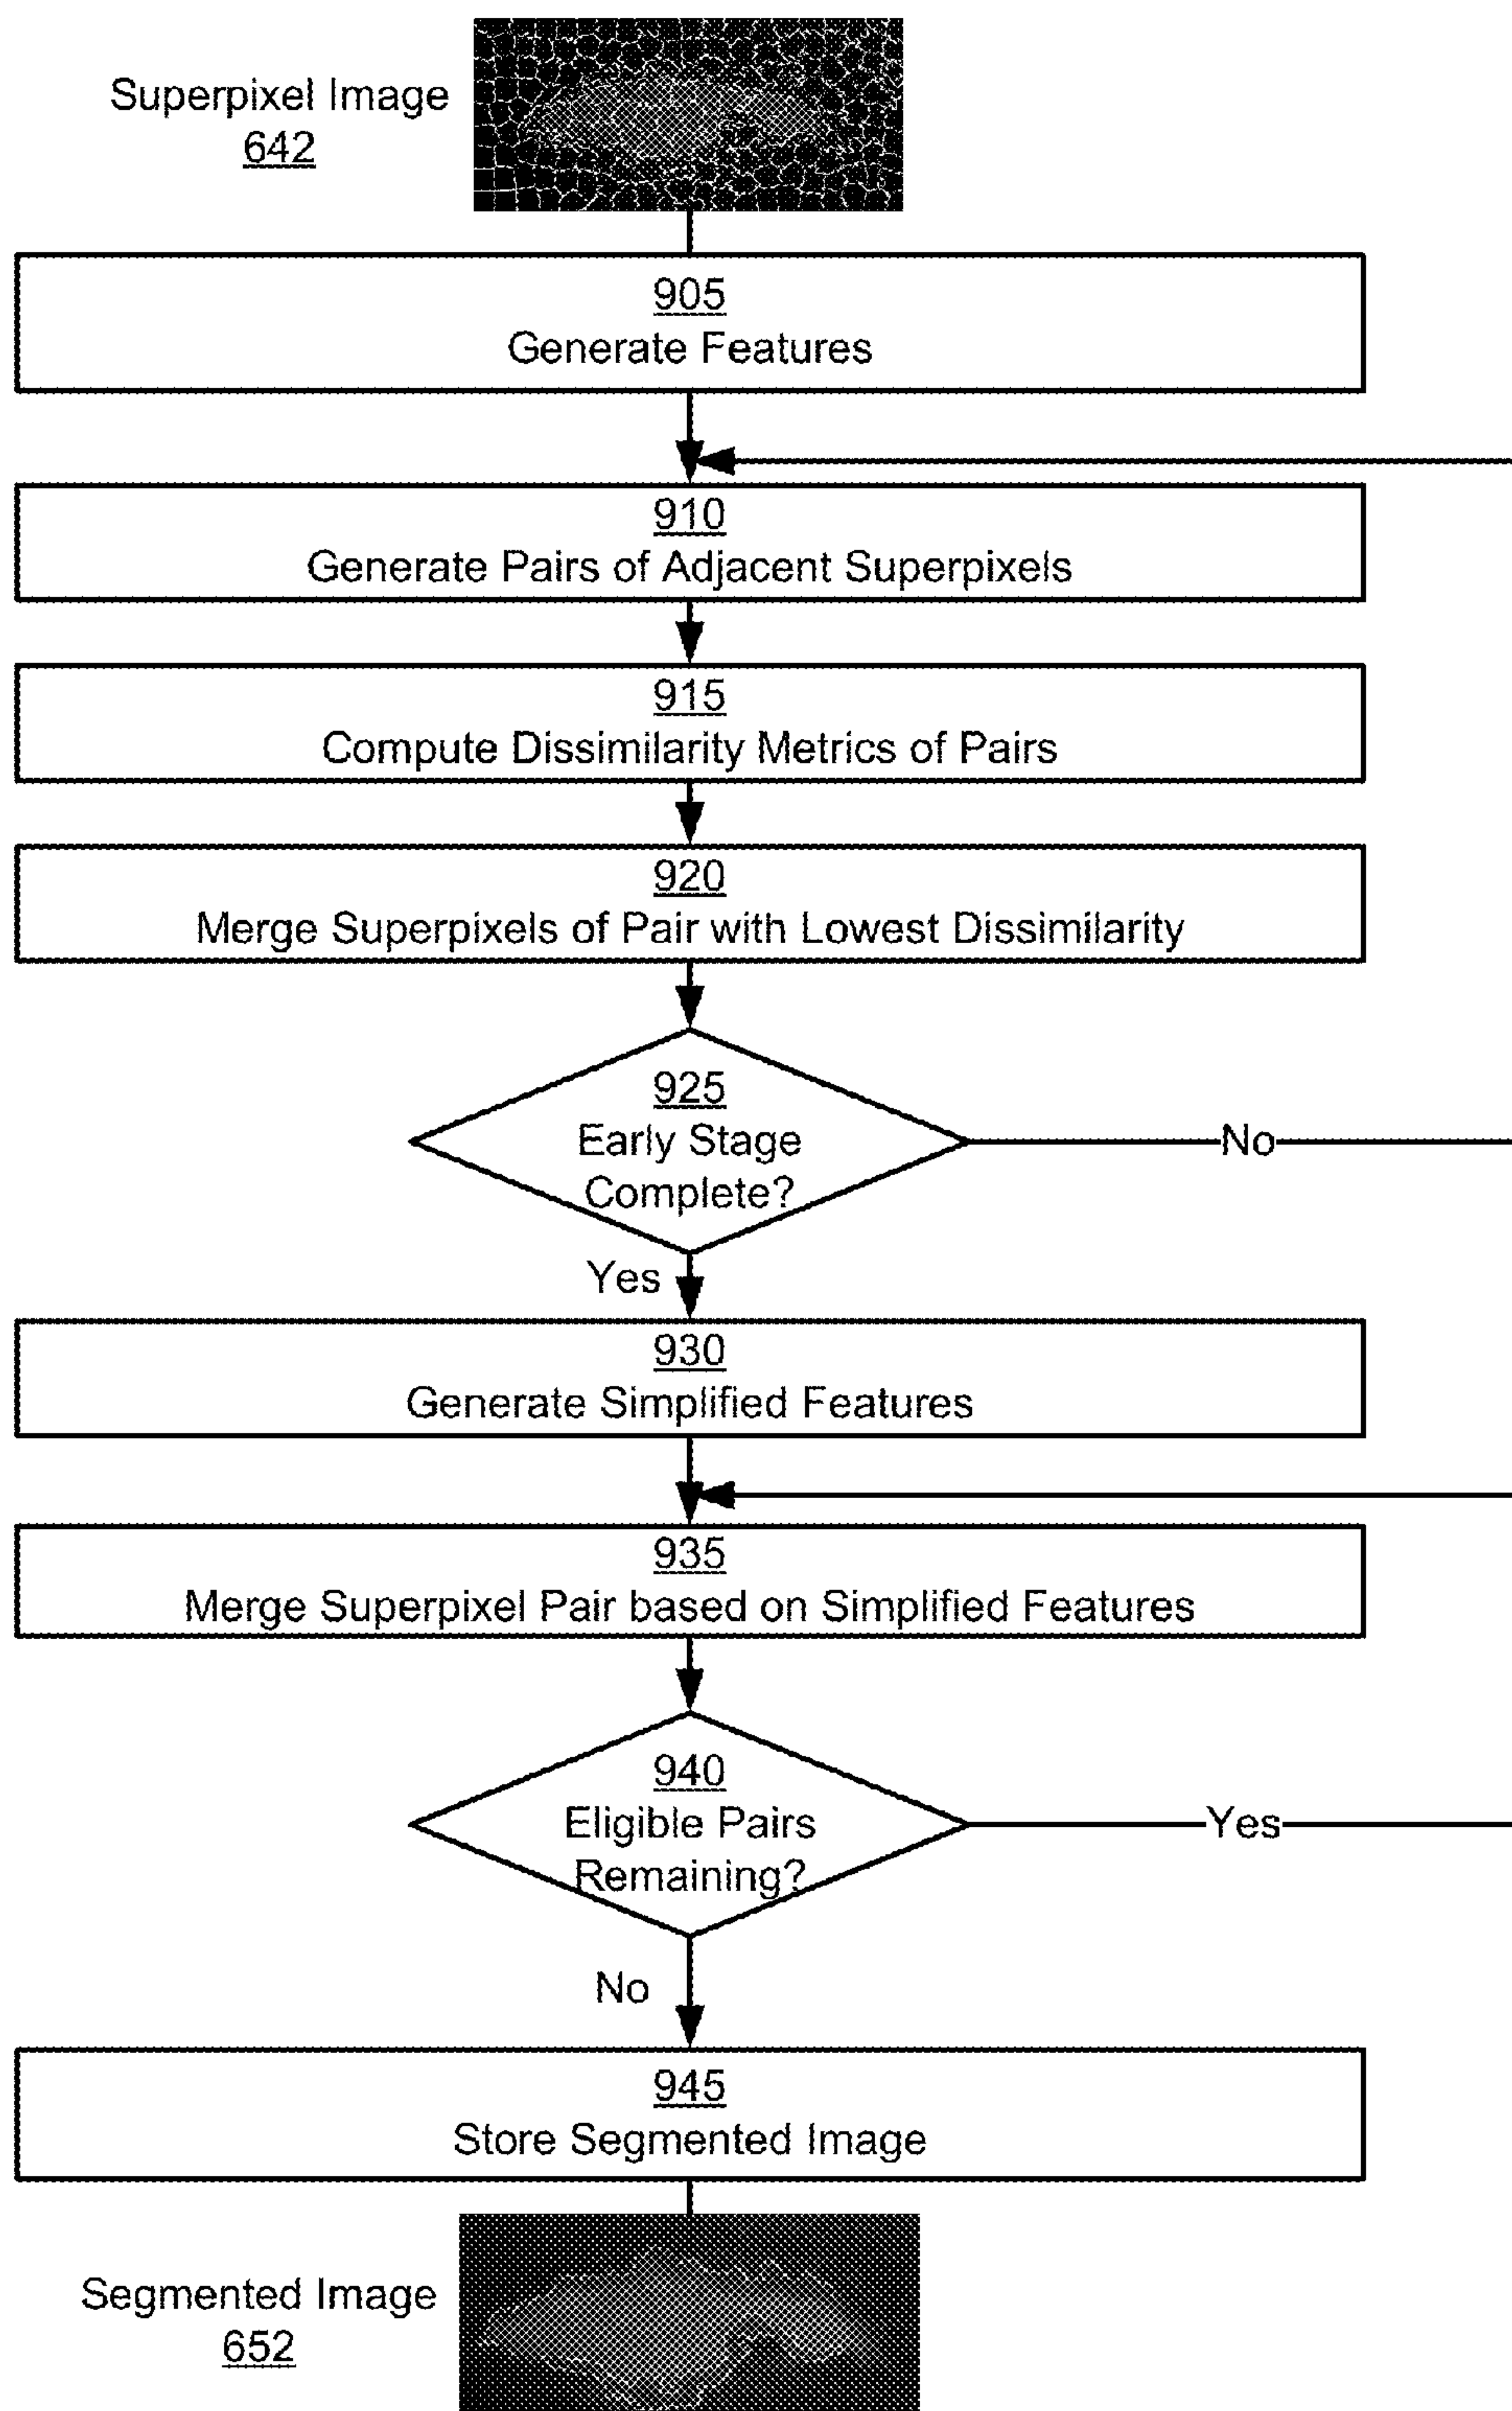 Superpixel Image
642
905
Generate Features
910
Generate Pairs of Adjacent Superpixels
915
Compute Dissimilarity Metrics of Pairs
920
Merge Superpixels of Pair with Lowest Dissimilarity
925
Early Stage
Complete?
No
Yes
930
Generate Simplified Features
935
Merge Superpixel Pair based on Simplified Features
940
Eligible Pairs
Remaining?
Yes
No
945
Store Segmented Image
Segmented Image
652